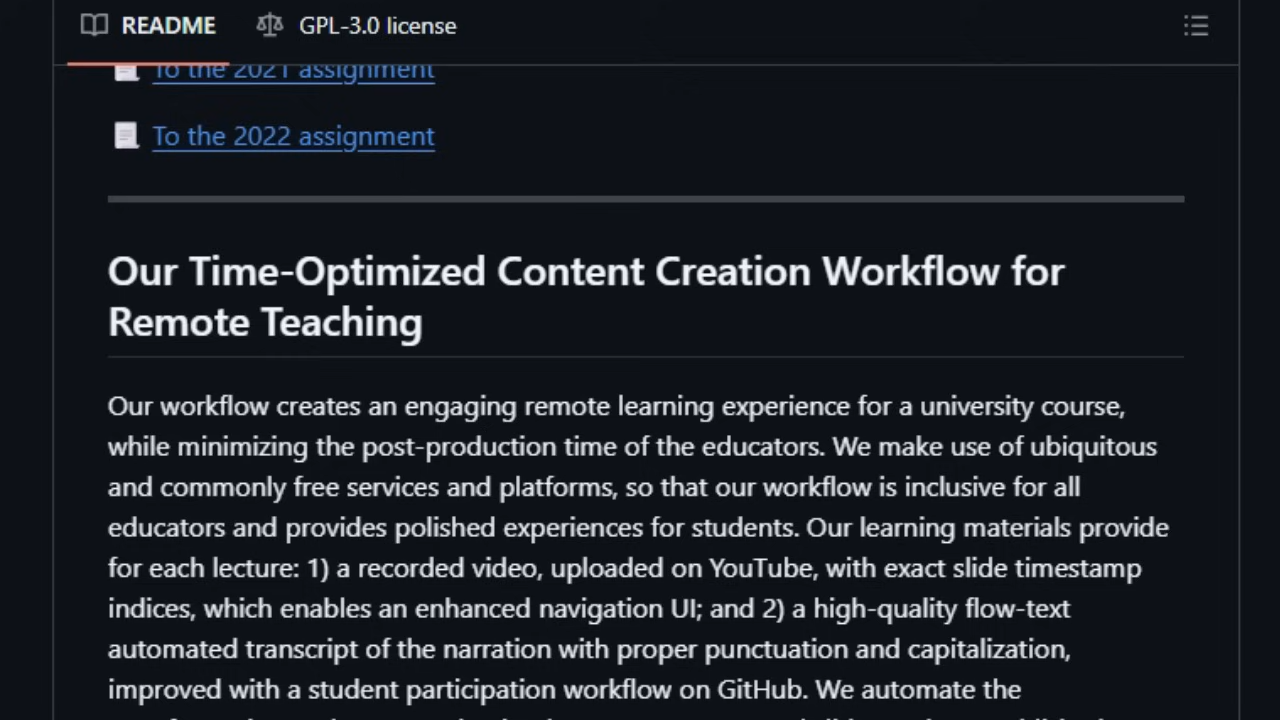 README GPL-3.0 license
To the 2021 assignment
To the 2022 assignment
Our Time-Optimized Content Creation Workflow for
Remote Teaching
Our workflow creates an engaging remote learning experience for a university course,
while minimizing the post-production time of the educators. We make use of ubiquitous
and commonly free services and platforms, so that our workflow is inclusive for all
educators and provides polished experiences for students. Our learning materials provide
for each lecture: 1) a recorded video, uploaded on YouTube, with exact slide timestamp
indices, which enables an enhanced navigation UI; and 2) a high-quality flow-text
automated transcript of the narration with proper punctuation and capitalization,
improved with a student participation workflow on GitHub. We automate the